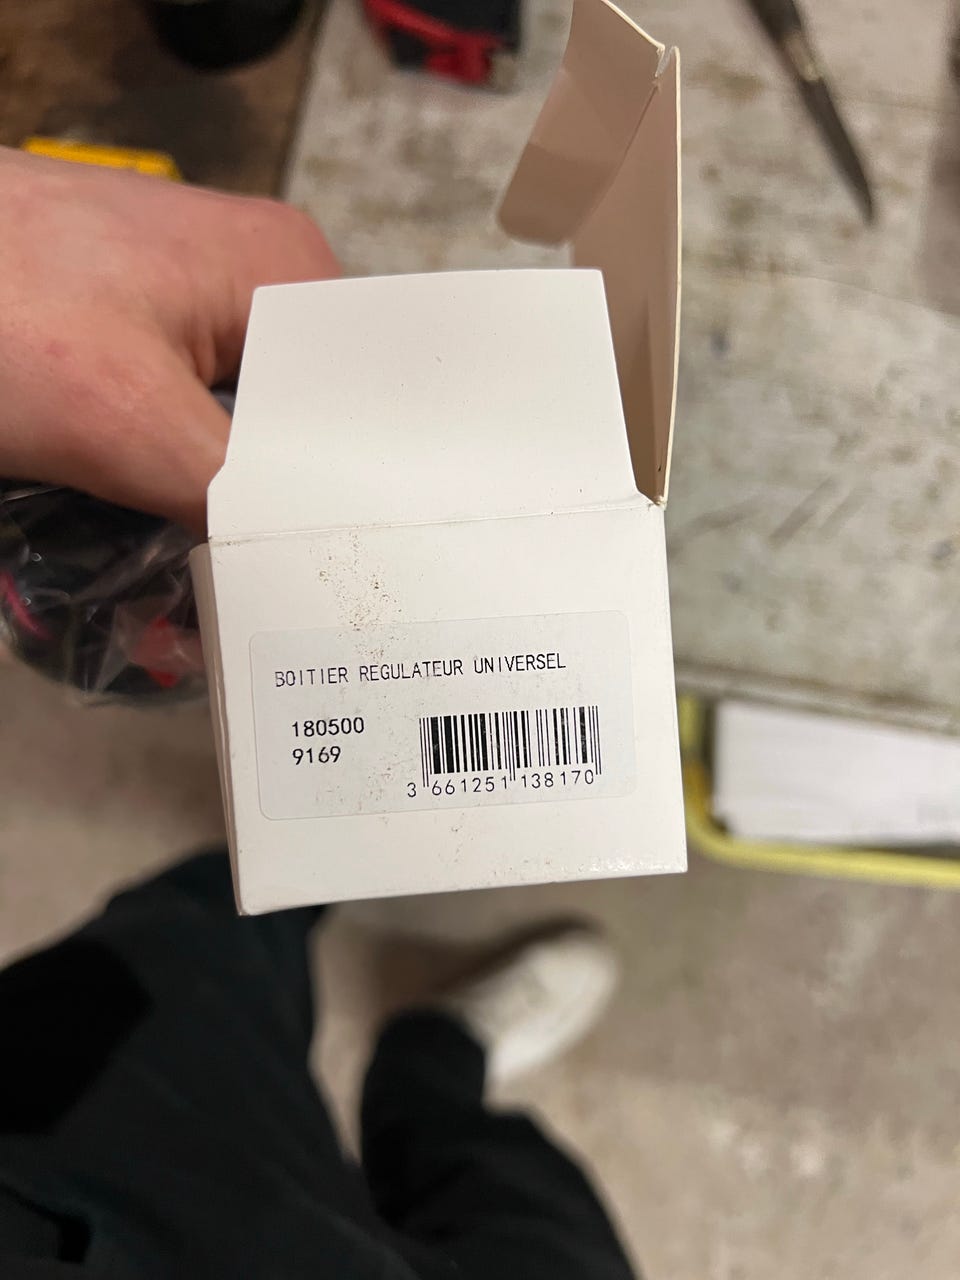 BOITIER REGULATEUR UNIVERSEL
180500
9169
3 661251 138170